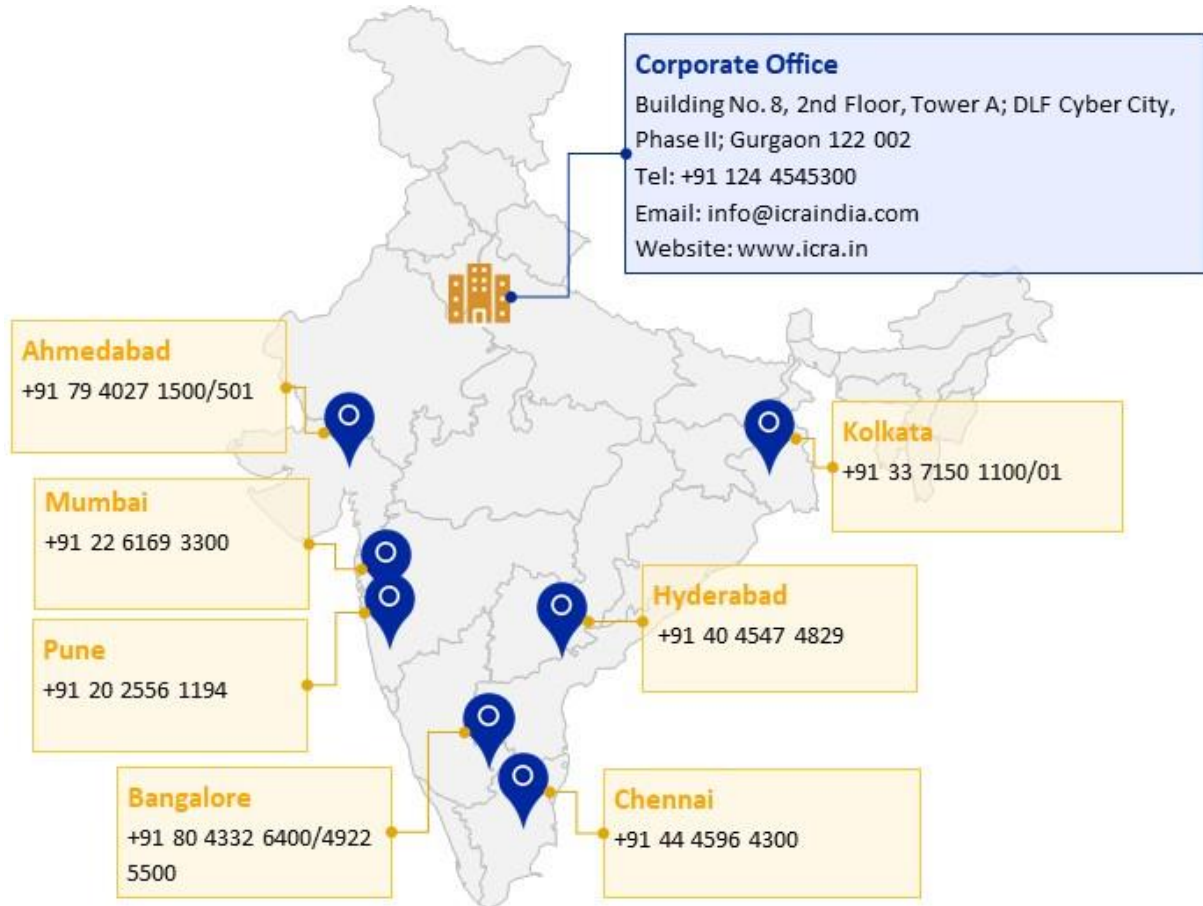 Corporate Office
Building No. 8, 2nd Floor, Tower A; DLF Cyber City,
Phase II; Gurgaon 122 002
Tel: +91 124 4545300
Email: info@icraindia.com
Website: www.icra.in
Ahmedabad
+91 79 4027 1500/501
Kolkata
+91 33 7150 1100/01
Mumbai
+91 22 6169 3300
Hyderabad
+91 40 4547 4829
Pune
+91 20 2556 1194
Bangalore
+91 80 4332 6400/4922
5500
Chennai
+91 44 4596 4300